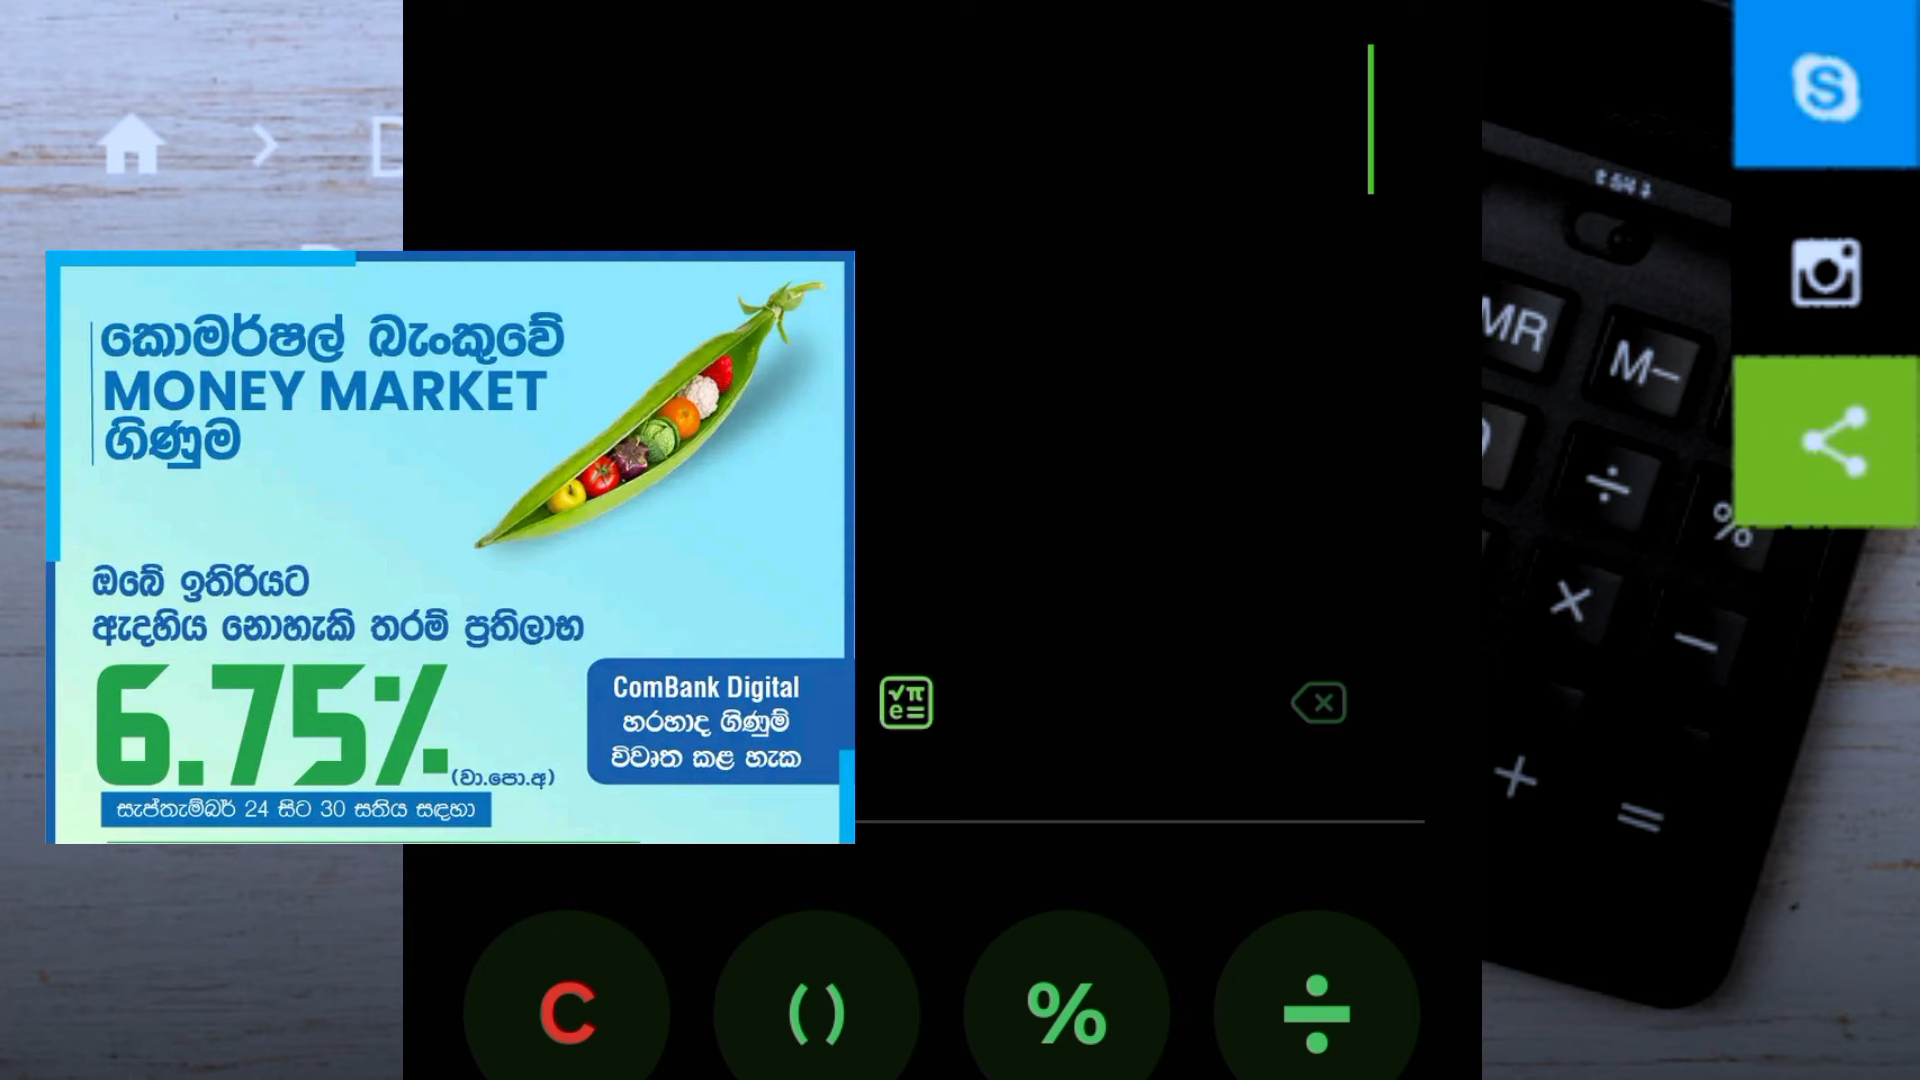 කොමර්ෂල් බැංකුවේ
MONEY MARKET
ගිණුම
ඔබේ ඉතිරියට
ඇදහිය නොහැකි තරම් ප්‍රතිලාභ
6.75%
(වා.පො.අ)
සැප්තැම්බර් 24 සිට 30 සතිය සඳහා
ComBank Digital
හරහාද ගිණුම්
විවෘත කළ හැක
√π
e=
C
()
%
÷
MR
M−
÷
%
×
−
+
=